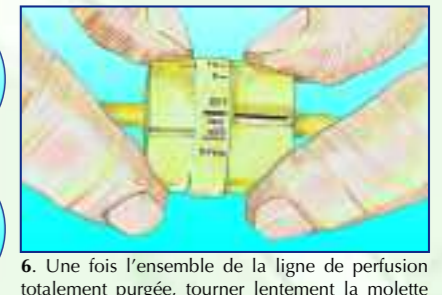 6. Une fois l'ensemble de la ligne de perfusion
totalement purgée, tourner lentement la molette